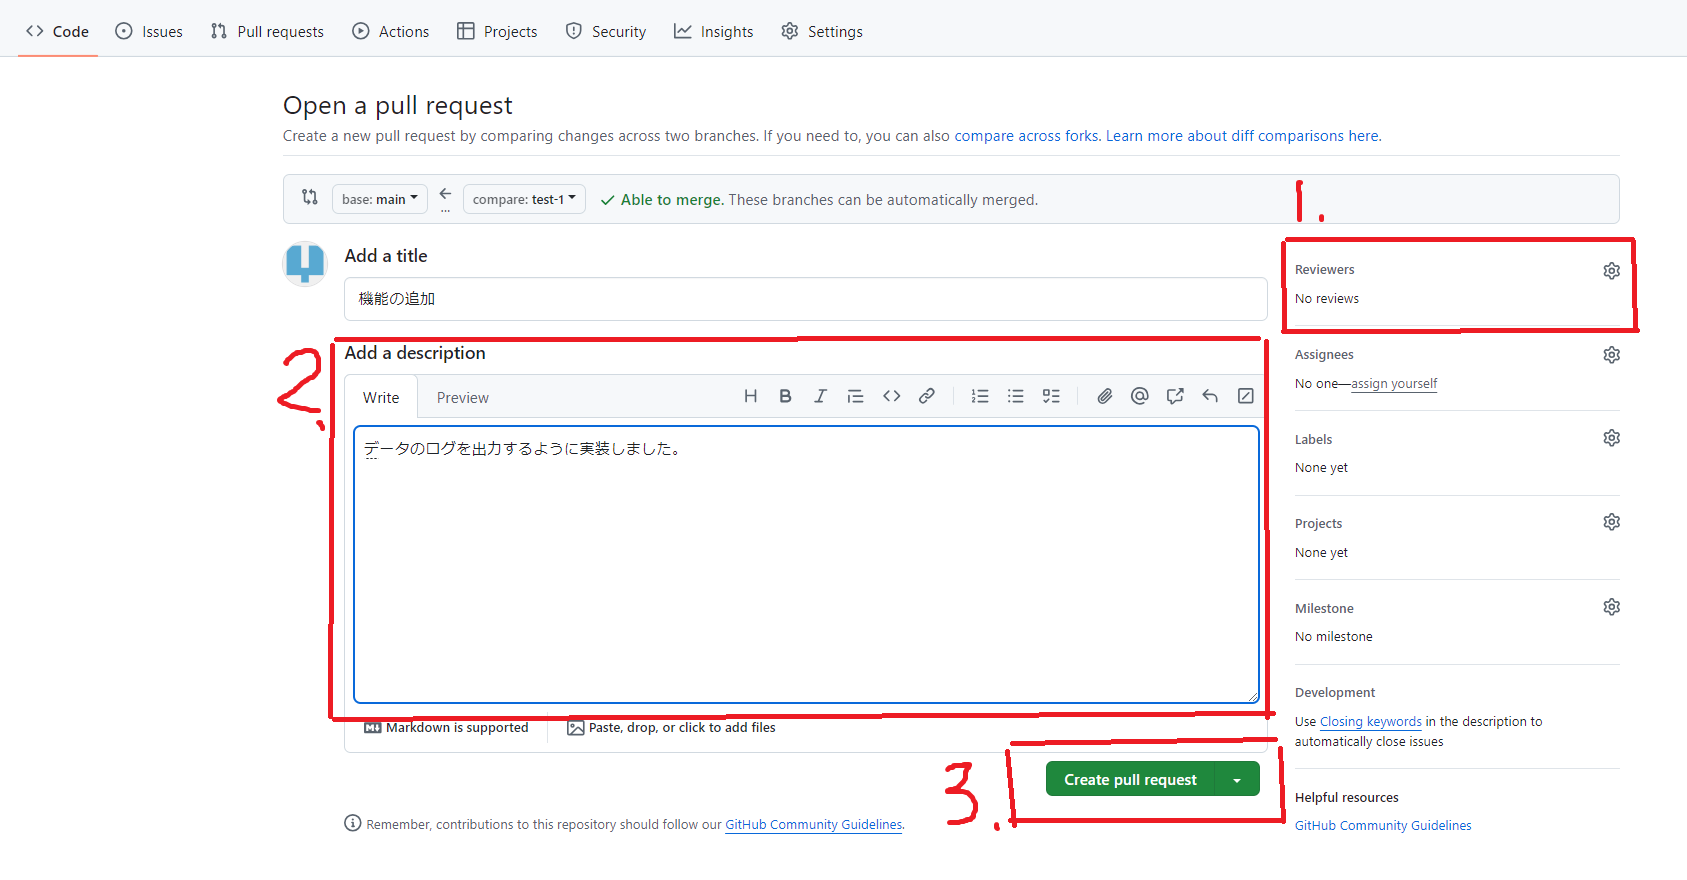 Code Issues Pull requests Actions Projects Security Insights Settings
Open a pull request
Create a new pull request by comparing changes across two branches. If you need to, you can also compare across forks. Learn more about diff comparisons here.
base: main ← compare: test-1 ✓ Able to merge. These branches can be automatically merged.
1.
Add a title
機能の追加
2.
Add a description
Write Preview
データのログを出力するように実装しました。
Markdown is supported Paste, drop, or click to add files
3.
Create pull request
Remember, contributions to this repository should follow our GitHub Community Guidelines.
Reviewers
No reviews
Assignees
No one—assign yourself
Labels
None yet
Projects
None yet
Milestone
No milestone
Development
Use Closing keywords in the description to
automatically close issues
Helpful resources
GitHub Community Guidelines